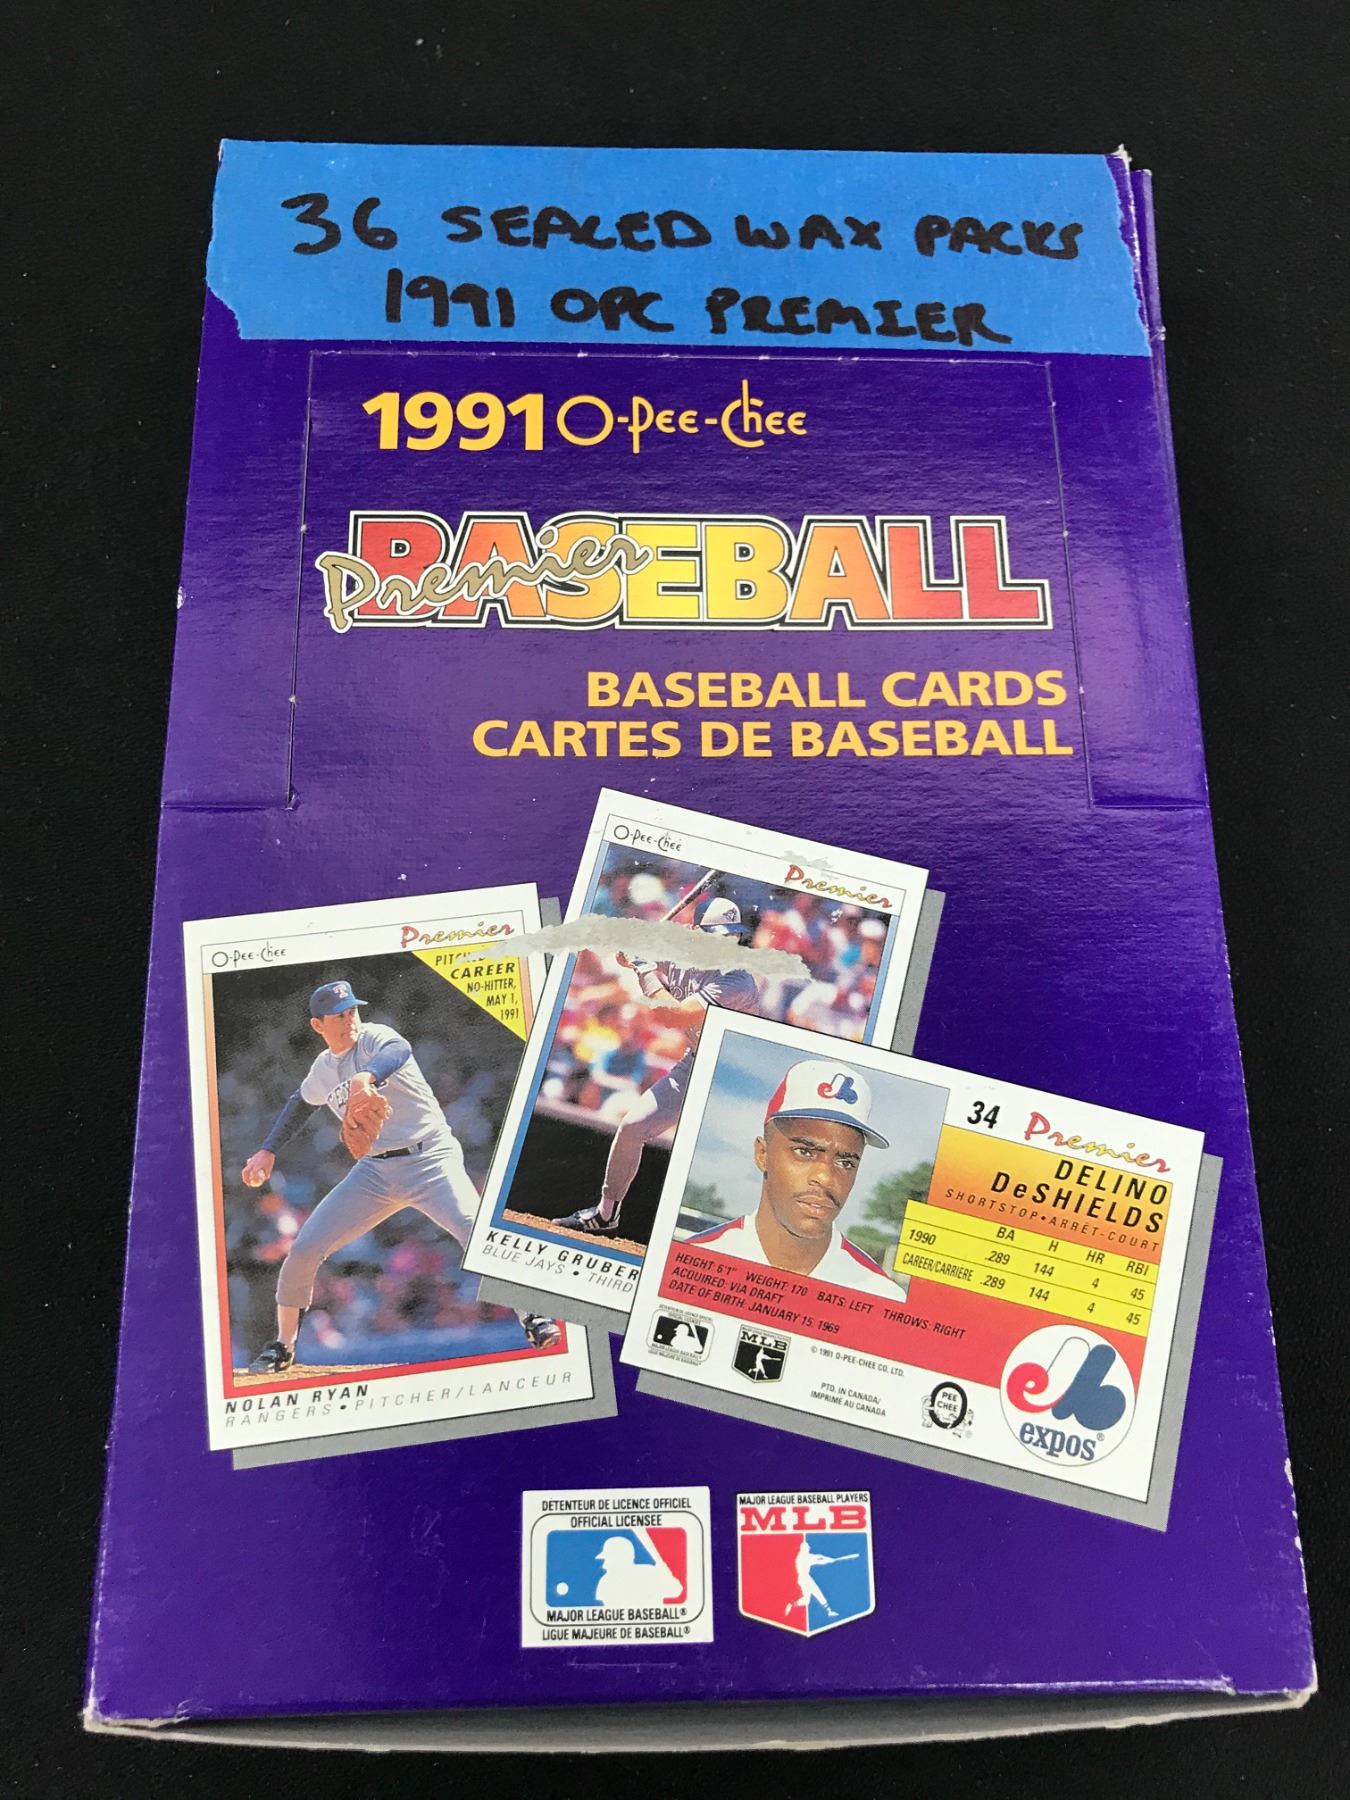 36 SEALED WAX PACKS
1991 OPC PREMIER
1991 O-Pee-Chee
Premier BASEBALL
BASEBALL CARDS
CARTES DE BASEBALL
O-Pee-Chee Premier
CAREER
NO-HITTER,
MAY 1,
1991
NOLAN RYAN
RANGERS • PITCHER/LANCEUR
O-Pee-Chee
Premier
KELLY GRUBER
BLUE JAYS • THIRD
34 Premier
DELINO
DeSHIELDS
SHORTSTOP • ARRÊT-COURT
BA H HR RBI
1990 .289 144 4 45
CAREER/CARRIÈRE .289 144 4 45
HEIGHT: 6'1" WEIGHT: 170 BATS: LEFT THROWS: RIGHT
ACQUIRED: VIA DRAFT
DATE OF BIRTH: JANUARY 15, 1969
MLB
© 1991 O-PEE-CHEE CO. LTD.
PTD. IN CANADA/
IMPRIMÉ AU CANADA
PEE
CHEE
expos®
DÉTENTEUR DE LICENCE OFFICIEL
OFFICIAL LICENSEE
MAJOR LEAGUE BASEBALL®
LIGUE MAJEURE DE BASEBALL®
MAJOR LEAGUE BASEBALL PLAYERS
MLB